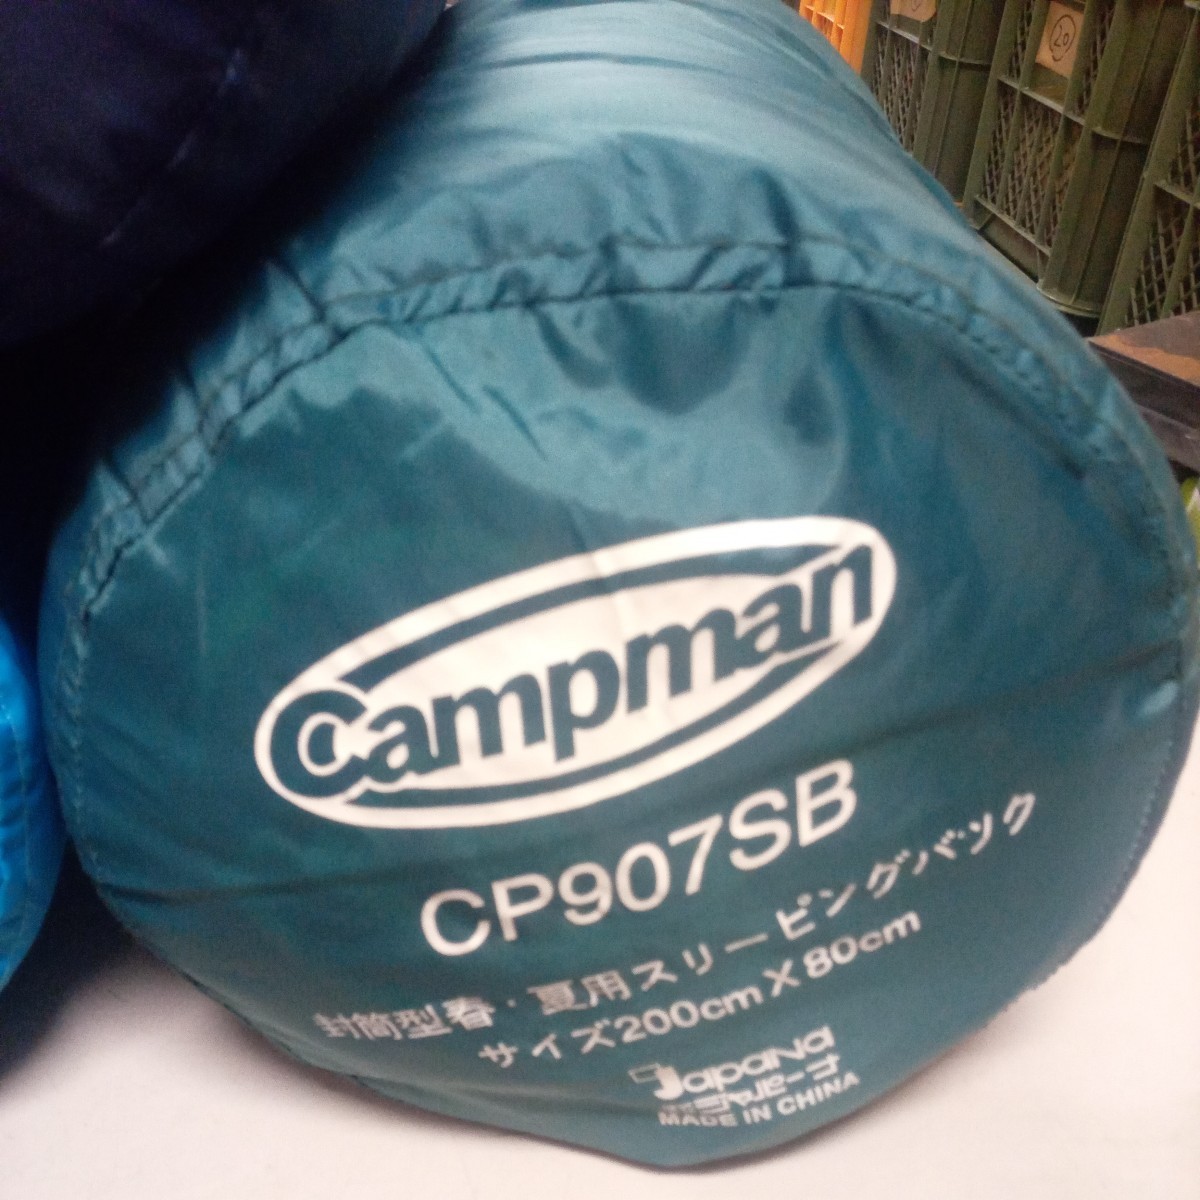 Campman
CP907SB
封筒型春・夏用スリーピングバック
サイズ200cm X 80cm
Japana
ジャパーナ
MADE IN CHINA
20